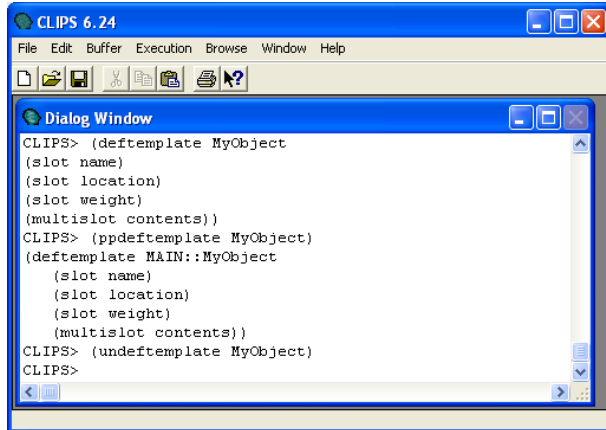 CLIPS 6.24
File Edit Buffer Execution Browse Window Help
Dialog Window
CLIPS> (deftemplate MyObject
(slot name)
(slot location)
(slot weight)
(multislot contents))
CLIPS> (ppdeftemplate MyObject)
(deftemplate MAIN::MyObject
   (slot name)
   (slot location)
   (slot weight)
   (multislot contents))
CLIPS> (undeftemplate MyObject)
CLIPS>